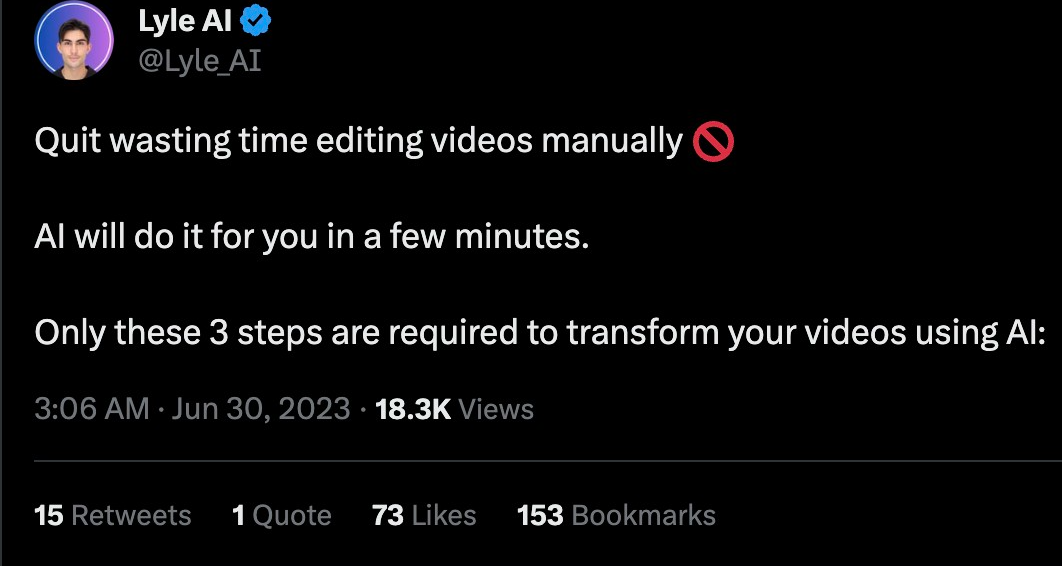 Lyle AI
@Lyle_AI
Quit wasting time editing videos manually 🚫
AI will do it for you in a few minutes.
Only these 3 steps are required to transform your videos using AI:
3:06 AM · Jun 30, 2023 · 18.3K Views
15 Retweets 1 Quote 73 Likes 153 Bookmarks